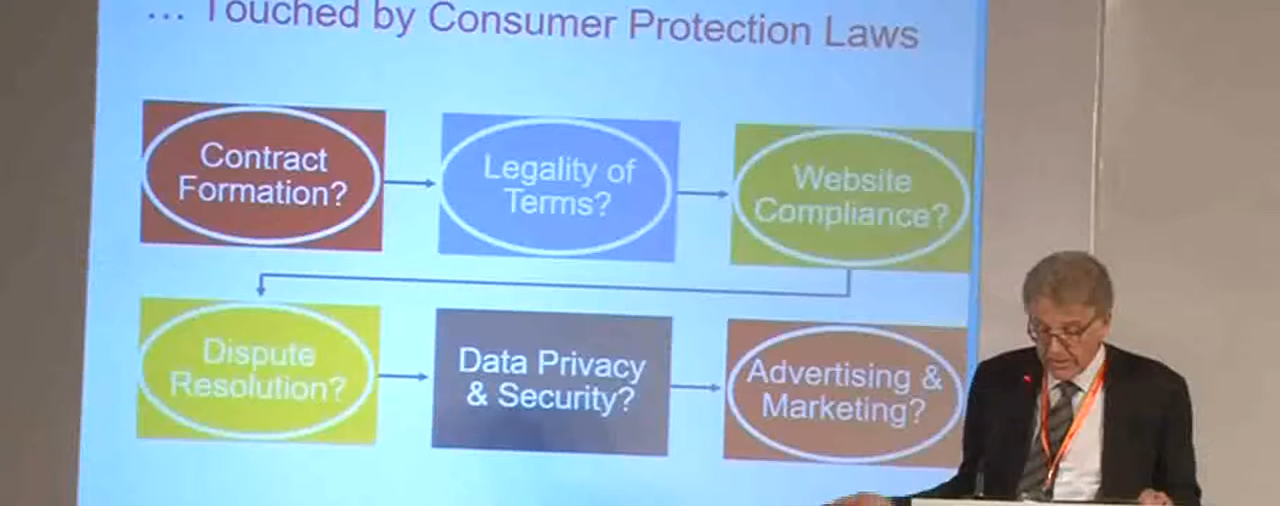 ... Touched by Consumer Protection Laws
Contract
Formation?
Legality of
Terms?
Website
Compliance?
Dispute
Resolution?
Data Privacy
& Security?
Advertising &
Marketing?